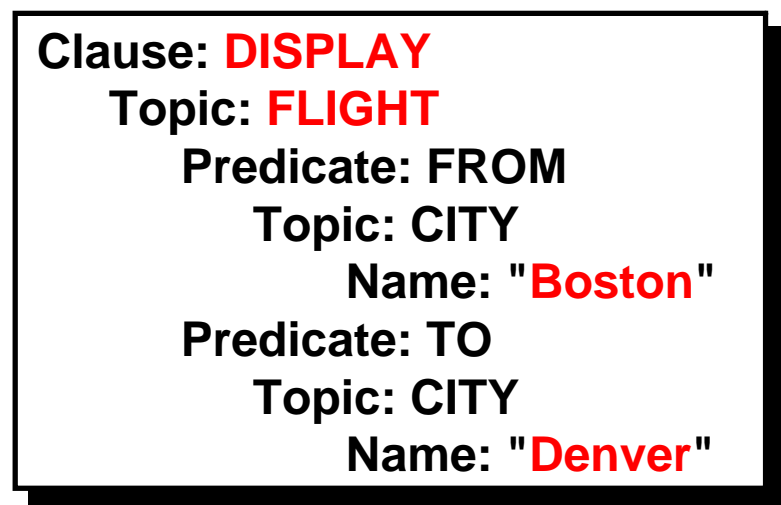 Clause: DISPLAY
Topic: FLIGHT
Predicate: FROM
Topic: CITY
Name: "Boston"
Predicate: TO
Topic: CITY
Name: "Denver"